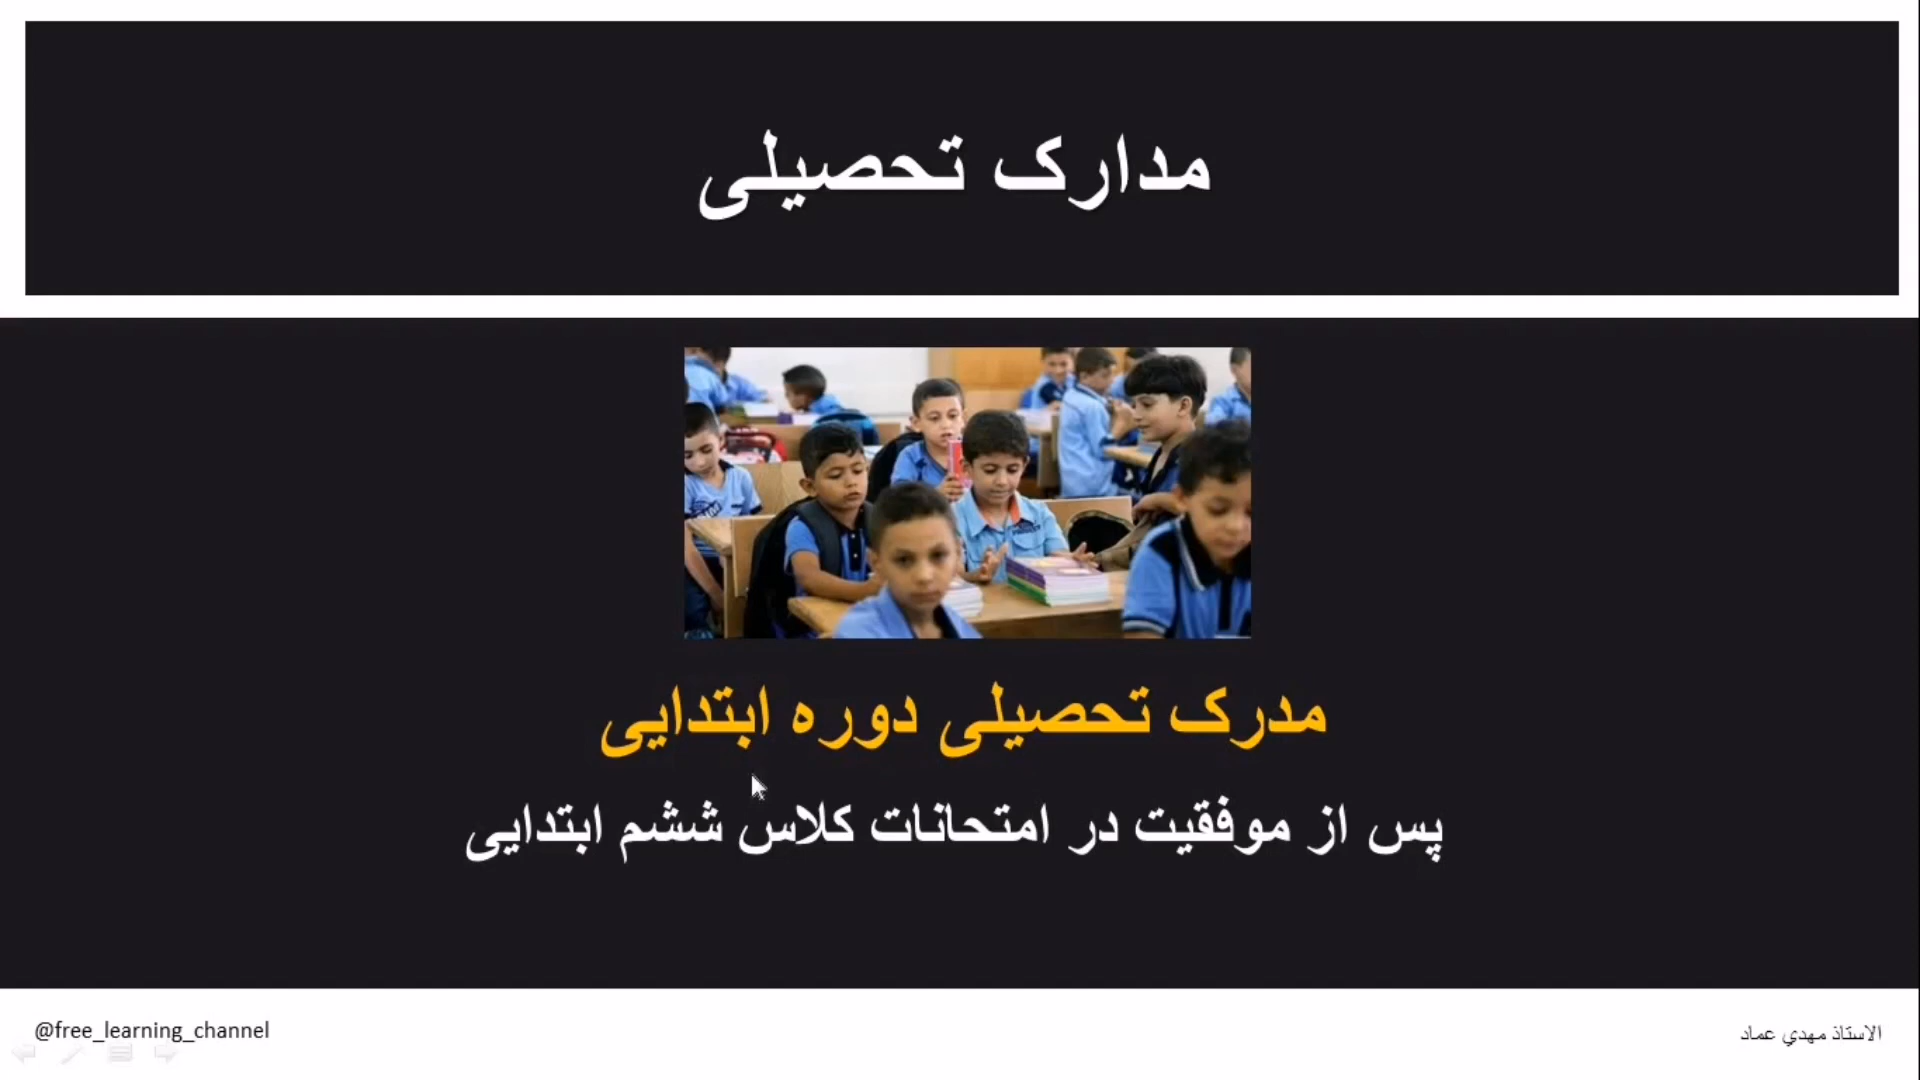 مدارک تحصیلی
مدرک تحصیلی دوره ابتدایی
پس از موفقیت در امتحانات کلاس ششم ابتدایی
@free_learning_channel
الاستاذ مهدي عماد